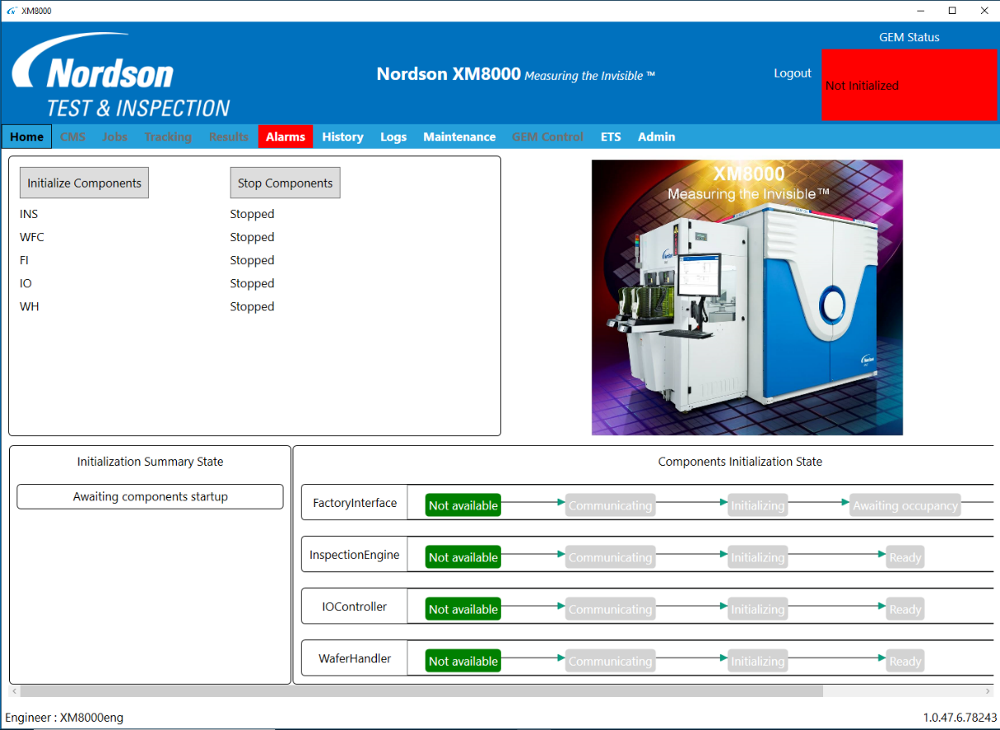 XM8000
Nordson
TEST & INSPECTION
Nordson XM8000 Measuring the Invisible ™
Logout
GEM Status
Not Initialized
Home CMS Jobs Tracking Results Alarms History Logs Maintenance GEM Control ETS Admin
Initialize Components Stop Components
INS Stopped
WFC Stopped
FI Stopped
IO Stopped
WH Stopped
XM8000
Measuring the Invisible™
Nordson
Initialization Summary State
Awaiting components startup
Components Initialization State
FactoryInterface Not available Communicating Initializing Awaiting occupancy
InspectionEngine Not available Communicating Initializing Ready
IOController Not available Communicating Initializing Ready
WaferHandler Not available Communicating Initializing Ready
Engineer : XM8000eng
1.0.47.6.78243